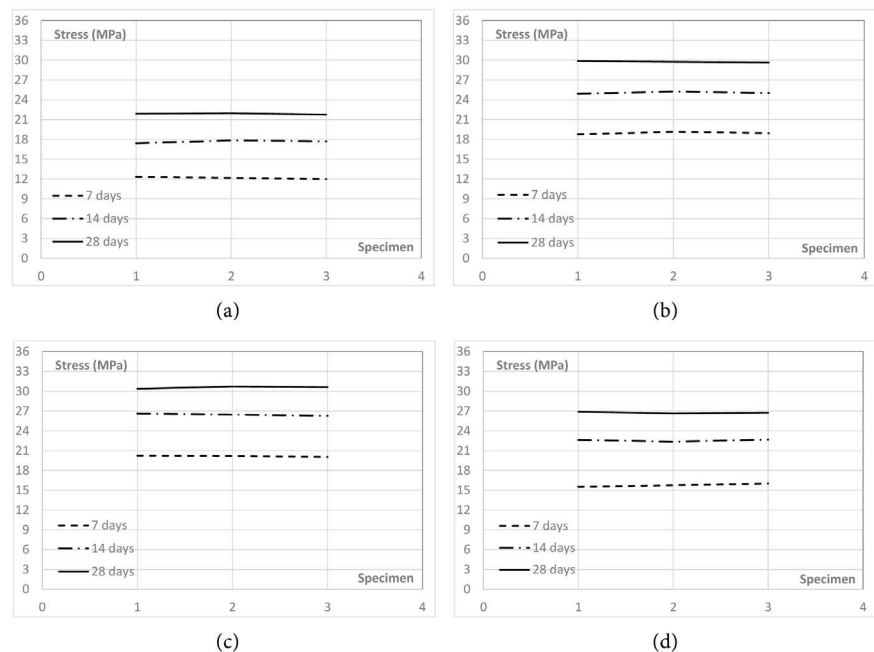 36
33
30
27
24
21
18
15
12
9
6
3
0
Stress (MPa)
7 days
14 days
28 days
Specimen
0 1 2 3 4
(a)
36
33
30
27
24
21
18
15
12
9
6
3
0
Stress (MPa)
7 days
14 days
28 days
Specimen
0 1 2 3 4
(b)
36
33
30
27
24
21
18
15
12
9
6
3
0
Stress (MPa)
7 days
14 days
28 days
Specimen
0 1 2 3 4
(c)
36
33
30
27
24
21
18
15
12
9
6
3
0
Stress (MPa)
7 days
14 days
28 days
Specimen
0 1 2 3 4
(d)